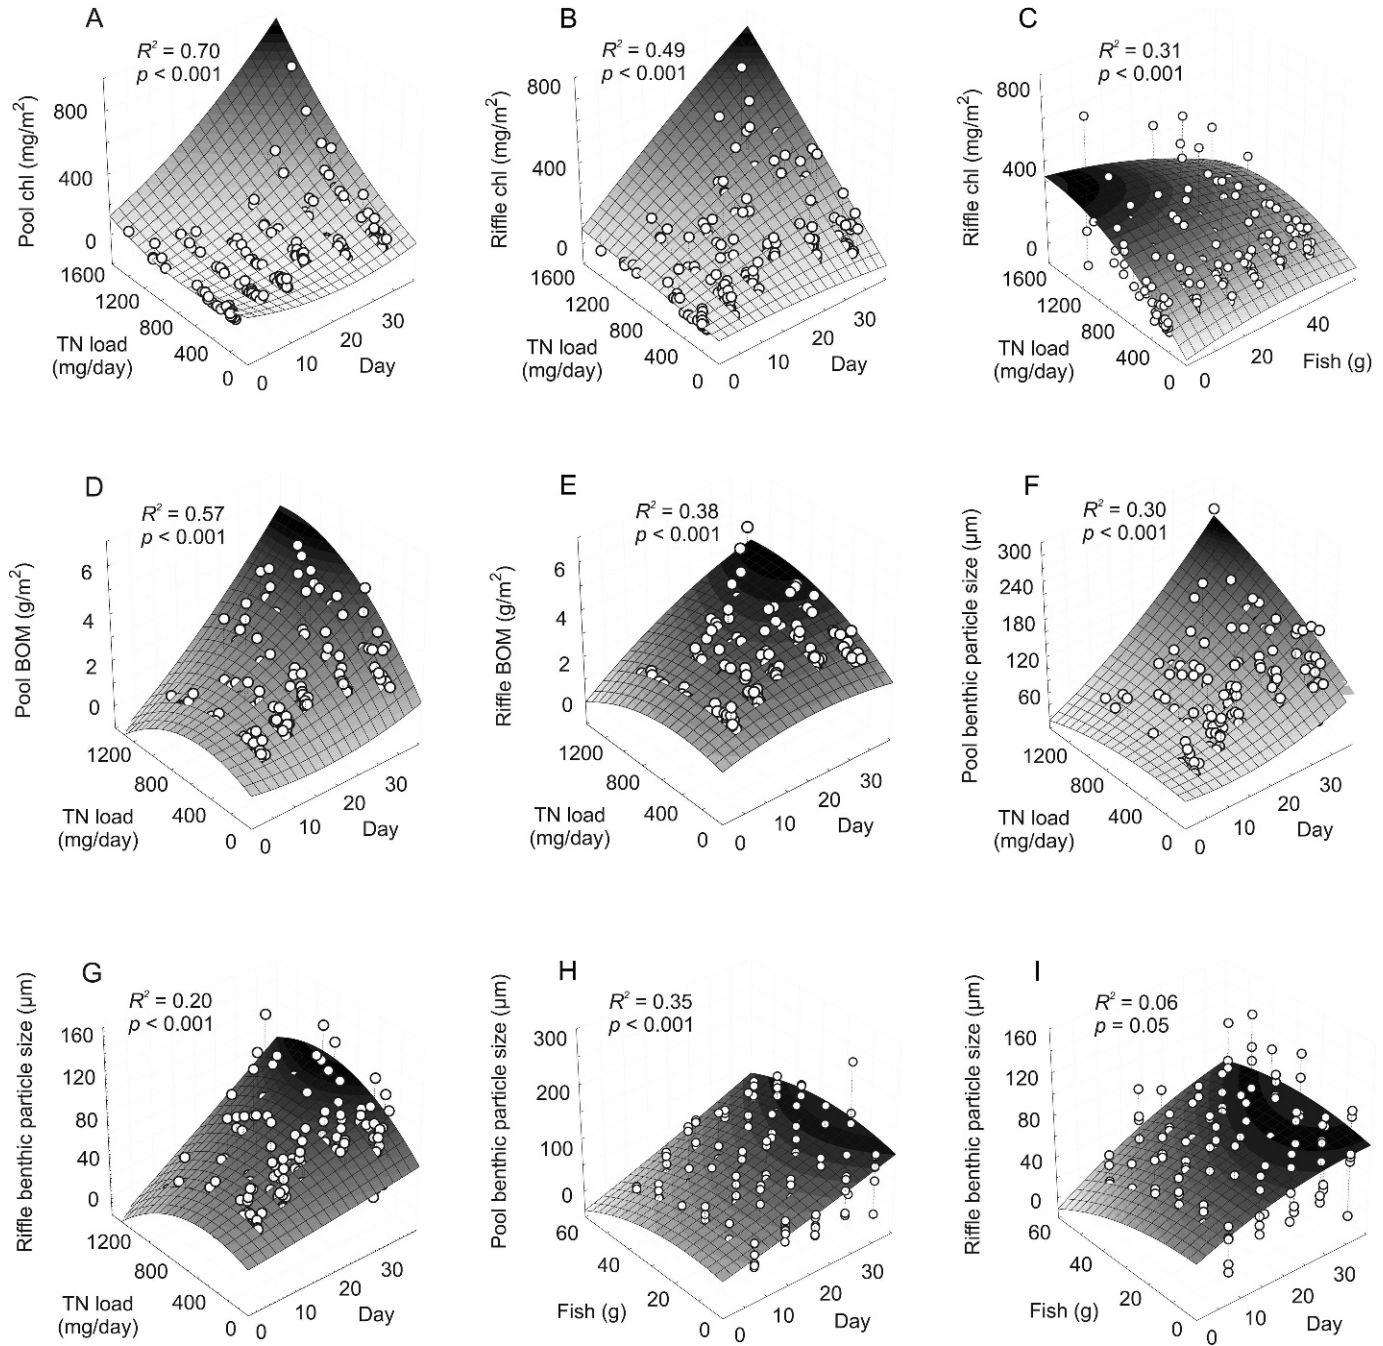 A
R² = 0.70
p < 0.001
Pool chl (mg/m²)
800
400
0
1600
1200
800
400
0
TN load
(mg/day)
0
10
20
30
Day
B
R² = 0.49
p < 0.001
Riffle chl (mg/m²)
800
400
0
1600
1200
800
400
0
TN load
(mg/day)
0
10
20
30
Day
C
R² = 0.31
p < 0.001
Riffle chl (mg/m²)
800
400
0
1600
1200
800
400
0
TN load
(mg/day)
0
20
40
Fish (g)
D
R² = 0.57
p < 0.001
Pool BOM (g/m²)
6
4
2
0
1200
800
400
0
TN load
(mg/day)
0
10
20
30
Day
E
R² = 0.38
p < 0.001
Riffle BOM (g/m²)
6
4
2
0
1200
800
400
0
TN load
(mg/day)
0
10
20
30
Day
F
R² = 0.30
p < 0.001
Pool benthic particle size (µm)
300
240
180
120
60
1200
800
400
0
TN load
(mg/day)
0
10
20
30
Day
G
R² = 0.20
p < 0.001
Riffle benthic particle size (µm)
160
120
80
40
0
1200
800
400
0
TN load
(mg/day)
0
10
20
30
Day
H
R² = 0.35
p < 0.001
Pool benthic particle size (µm)
300
200
100
0
60
40
20
0
Fish (g)
0
10
20
30
Day
I
R² = 0.06
p = 0.05
Riffle benthic particle size (µm)
160
120
80
40
0
60
40
20
0
Fish (g)
0
10
20
30
Day